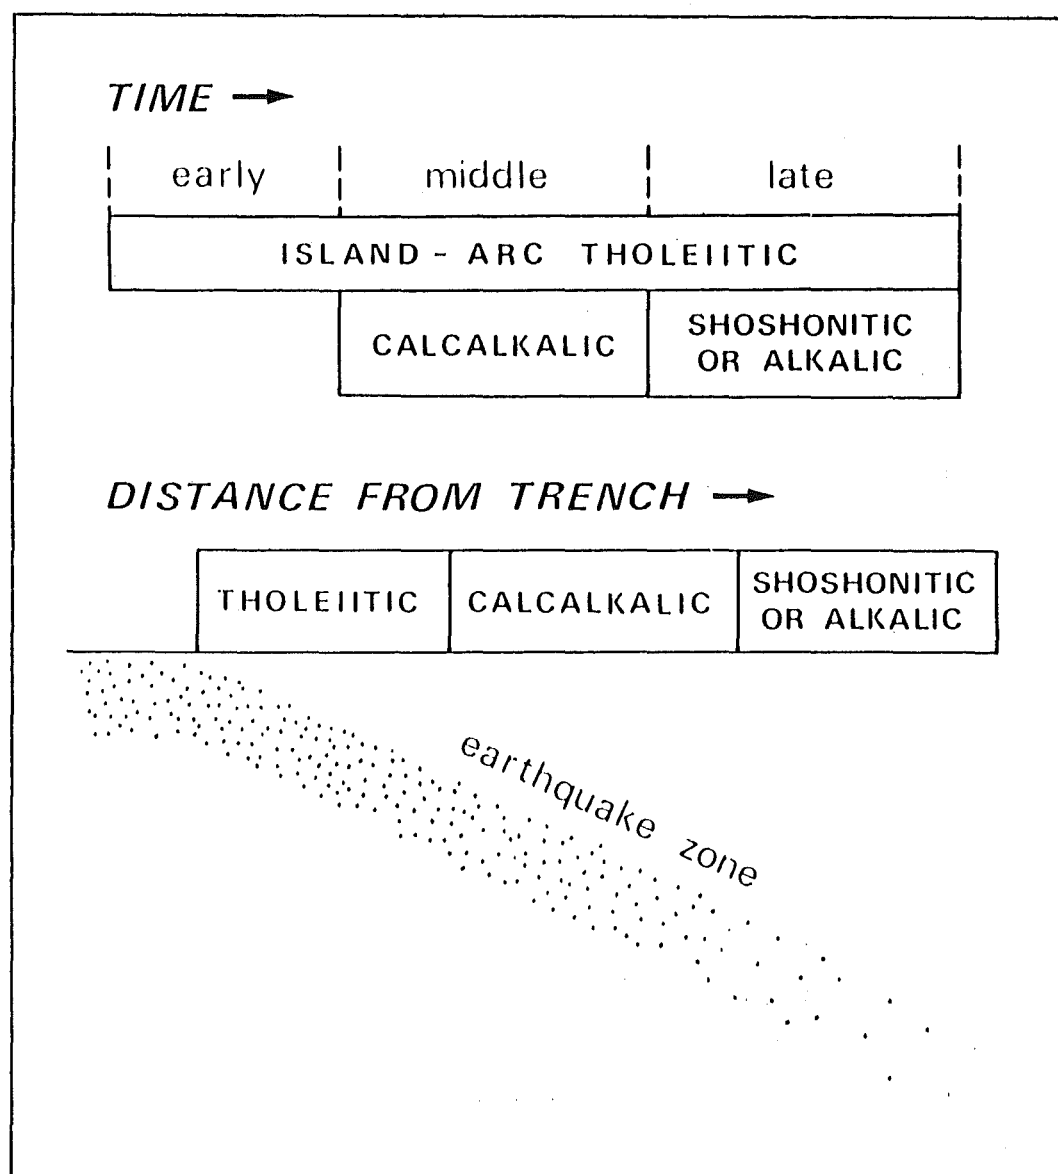 TIME →
early middle late
ISLAND - ARC THOLEIITIC
CALCALKALIC
SHOSHONITIC
OR ALKALIC
DISTANCE FROM TRENCH →
THOLEIITIC
CALCALKALIC
SHOSHONITIC
OR ALKALIC
earthquake zone